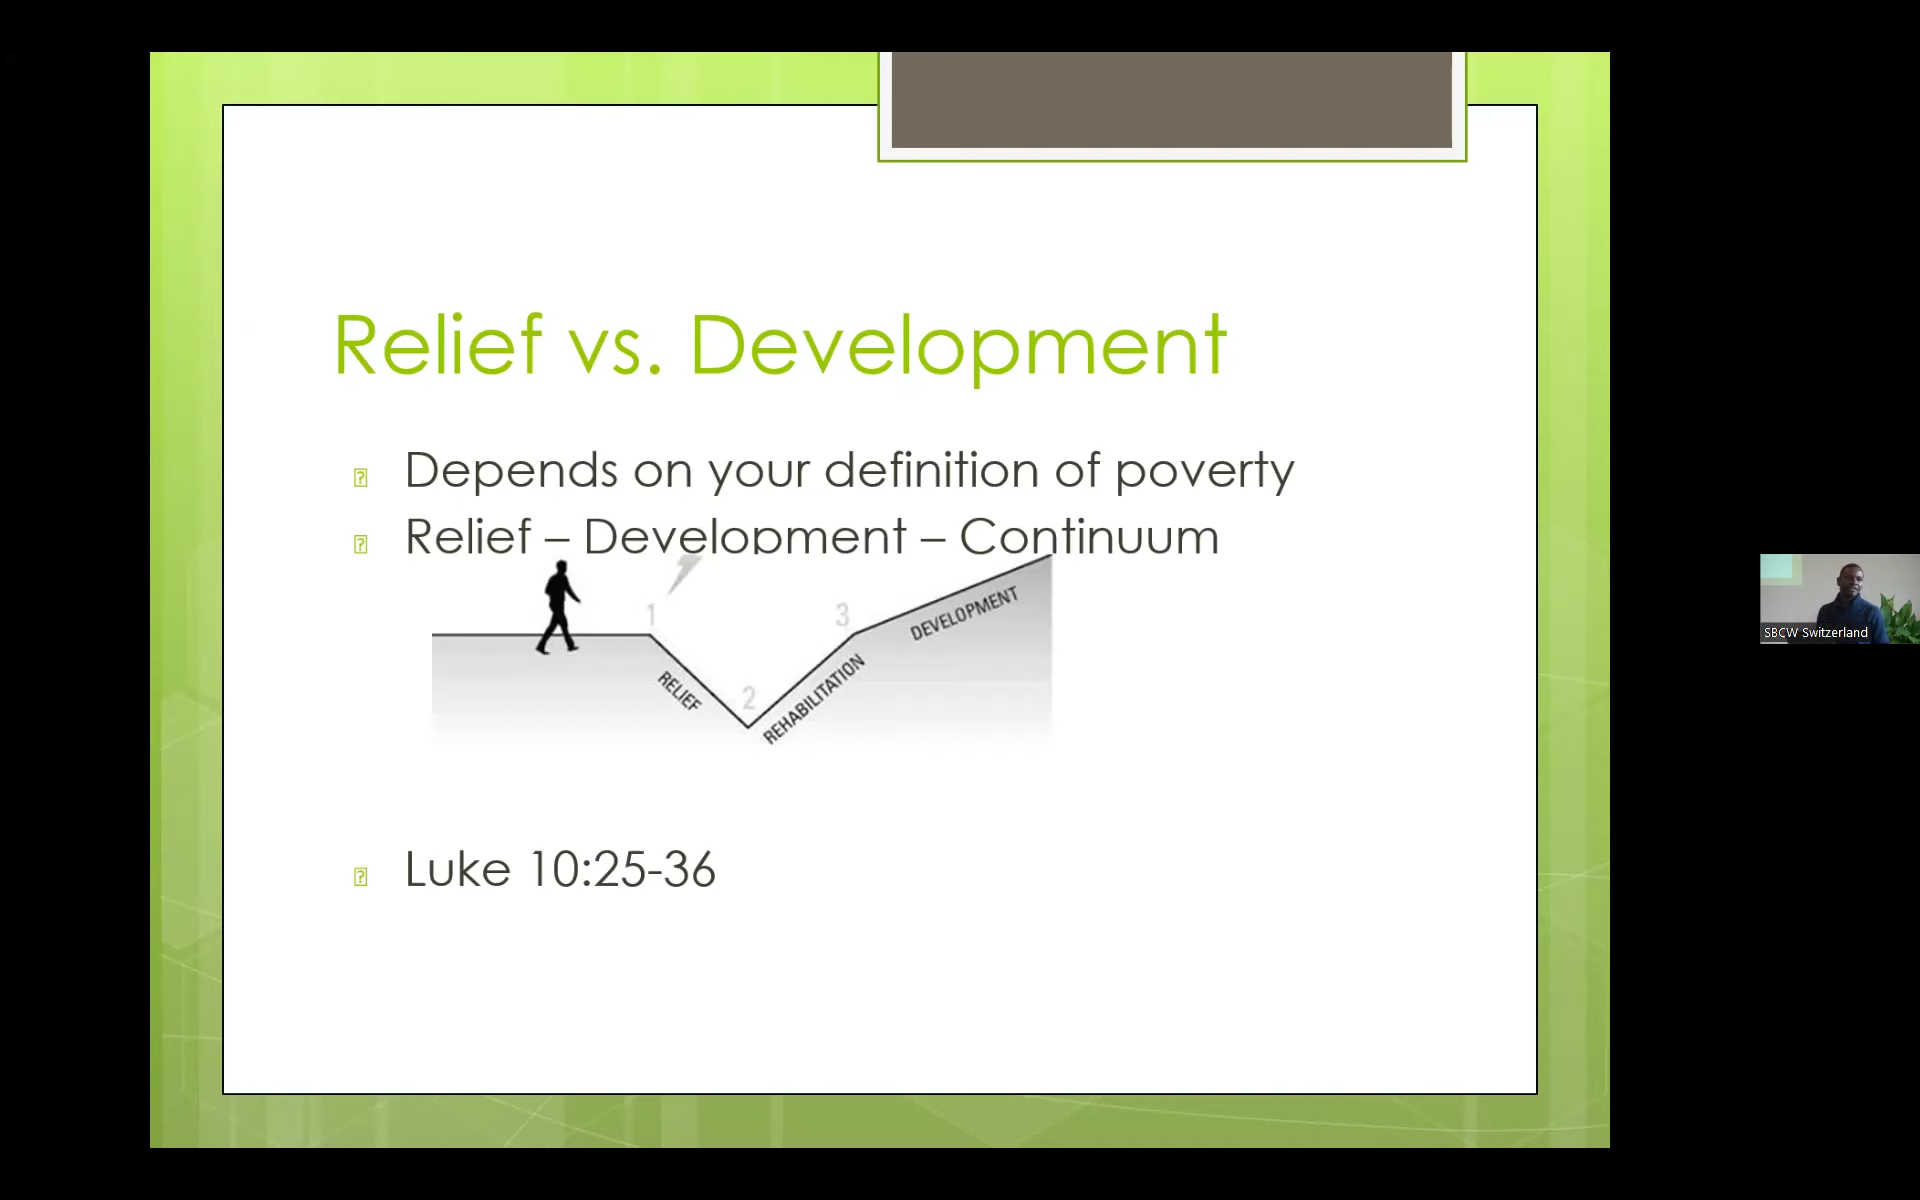 Relief vs. Development
Depends on your definition of poverty
Relief – Development – Continuum
1
3
DEVELOPMENT
RELIEF
2
REHABILITATION
Luke 10:25-36
SBCW Switzerland